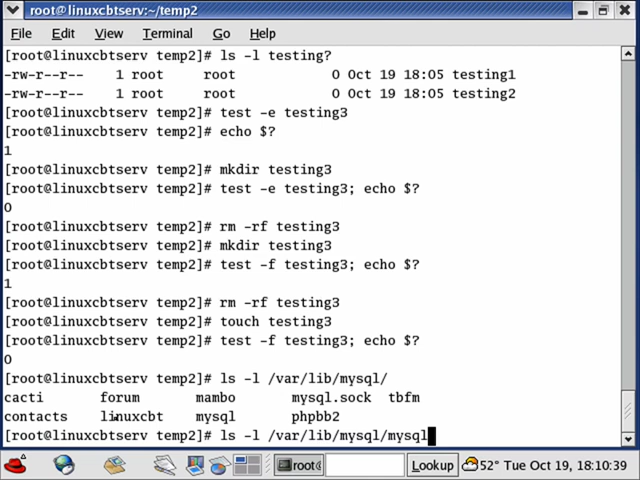 root@linuxcbtserv:~/temp2
File Edit View Terminal Go Help
[root@linuxcbtserv temp2]# ls -l testing?
-rw-r--r-- 1 root root 0 Oct 19 18:05 testing1
-rw-r--r-- 1 root root 0 Oct 19 18:05 testing2
[root@linuxcbtserv temp2]# test -e testing3
[root@linuxcbtserv temp2]# echo $?
1
[root@linuxcbtserv temp2]# mkdir testing3
[root@linuxcbtserv temp2]# test -e testing3; echo $?
0
[root@linuxcbtserv temp2]# rm -rf testing3
[root@linuxcbtserv temp2]# mkdir testing3
[root@linuxcbtserv temp2]# test -f testing3; echo $?
1
[root@linuxcbtserv temp2]# rm -rf testing3
[root@linuxcbtserv temp2]# touch testing3
[root@linuxcbtserv temp2]# test -f testing3; echo $?
0
[root@linuxcbtserv temp2]# ls -l /var/lib/mysql/
cacti forum mambo mysql.sock tbfm
contacts linuxcbt mysql phpbb2
[root@linuxcbtserv temp2]# ls -l /var/lib/mysql/mysql
root@ Lookup 52° Tue Oct 19, 18:10:39